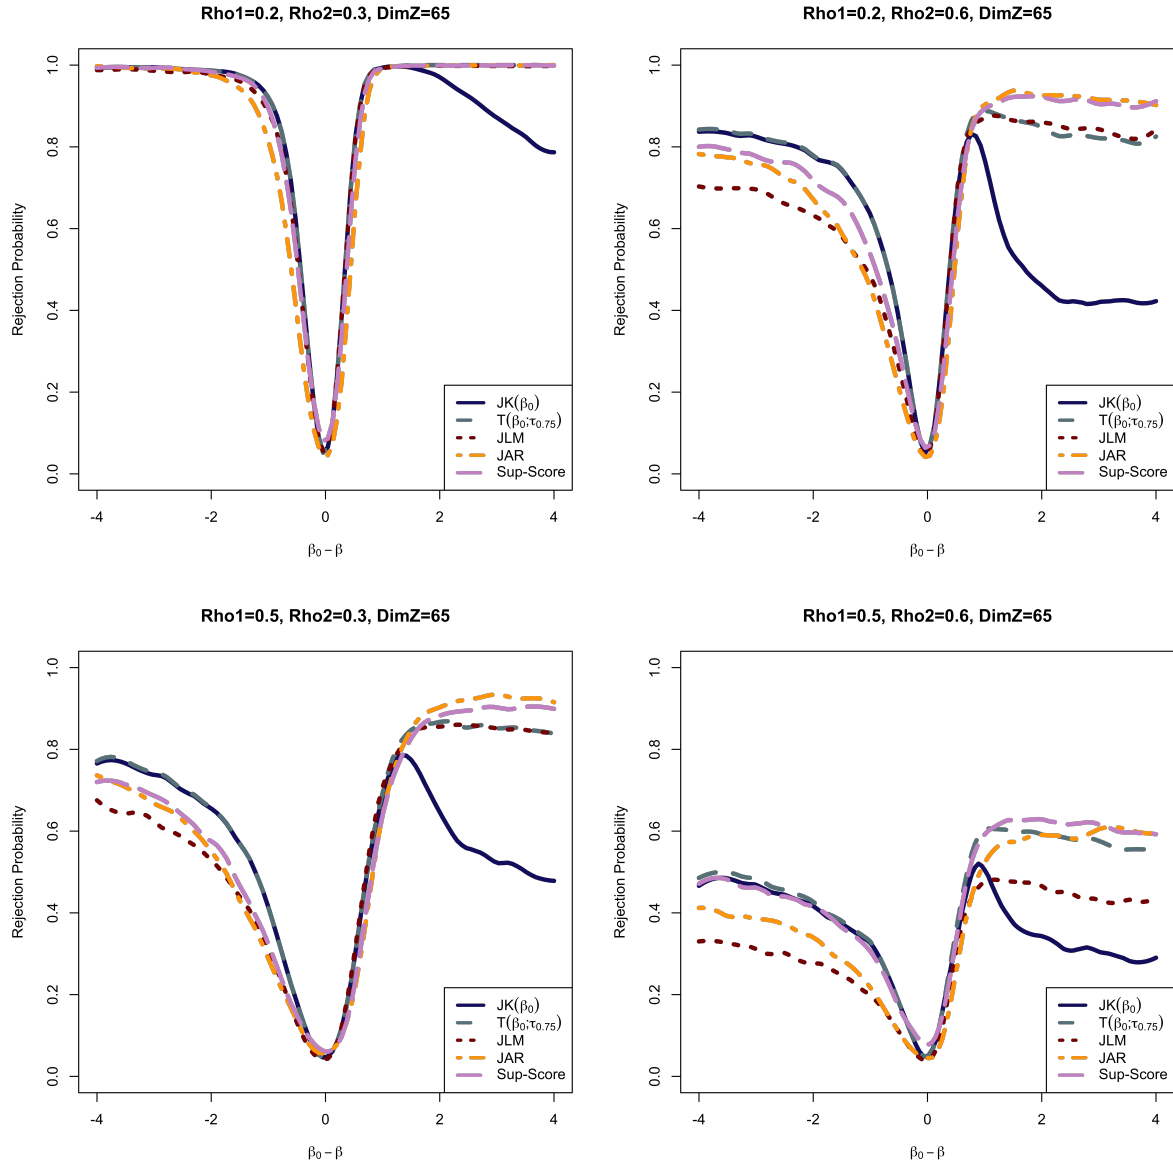 Rho1=0.2, Rho2=0.3, DimZ=65
Rejection Probability
1.0
0.8
0.6
0.4
0.2
0.0
-4 -2 0 2 4
β₀ − β
JK(β₀)
T(β₀;τ₀.₇₅)
JLM
JAR
Sup-Score
Rho1=0.2, Rho2=0.6, DimZ=65
Rejection Probability
1.0
0.8
0.6
0.4
0.2
0.0
-4 -2 0 2 4
β₀ − β
JK(β₀)
T(β₀;τ₀.₇₅)
JLM
JAR
Sup-Score
Rho1=0.5, Rho2=0.3, DimZ=65
Rejection Probability
1.0
0.8
0.6
0.4
0.2
0.0
-4 -2 0 2 4
β₀ − β
JK(β₀)
T(β₀;τ₀.₇₅)
JLM
JAR
Sup-Score
Rho1=0.5, Rho2=0.6, DimZ=65
Rejection Probability
1.0
0.8
0.6
0.4
0.2
0.0
-4 -2 0 2 4
β₀ − β
JK(β₀)
T(β₀;τ₀.₇₅)
JLM
JAR
Sup-Score